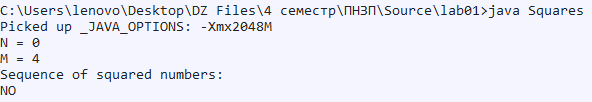 C:\Users\lenovo\Desktop\DZ Files\4 семестр\ПНЗП\Source\lab01>java Squares
Picked up _JAVA_OPTIONS: -Xmx2048M
N = 0
M = 4
Sequence of squared numbers:
NO